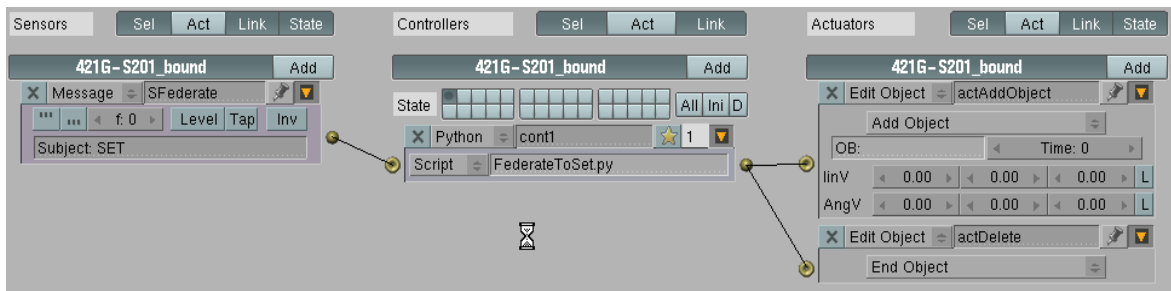 Sensors Sel Act Link State
421G-S201_bound Add
X Message SFederate
f: 0 Level Tap Inv
Subject: SET
Controllers Sel Act Link
421G-S201_bound Add
State All Ini D
X Python cont1 1
Script FederateToSet.py
Actuators Sel Act Link State
421G-S201_bound Add
X Edit Object actAddObject
Add Object
OB: Time: 0
linV 0.00 0.00 0.00 L
AngV 0.00 0.00 0.00 L
X Edit Object actDelete
End Object